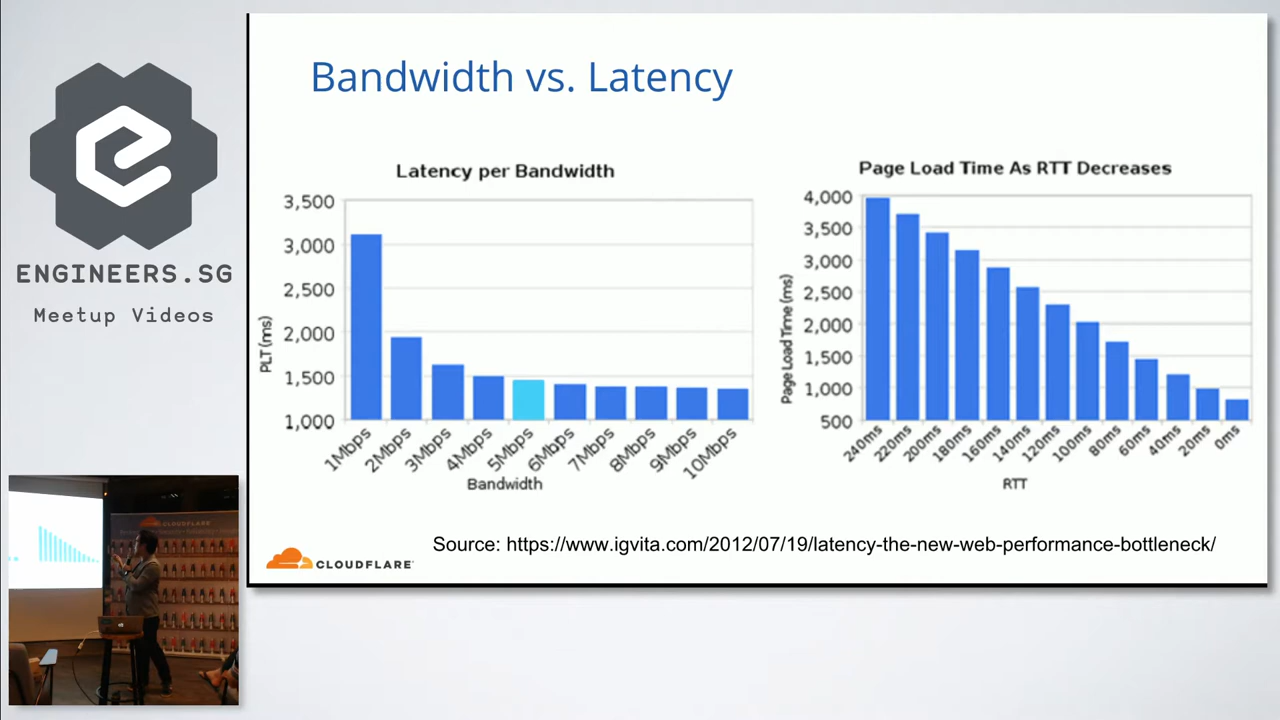 ENGINEERS.SG
Meetup Videos
Bandwidth vs. Latency
Latency per Bandwidth
3,500
3,000
2,500
2,000
1,500
1,000
PLT (ms)
1Mbps
2Mbps
3Mbps
4Mbps
5Mbps
6Mbps
7Mbps
8Mbps
9Mbps
10Mbps
Bandwidth
Page Load Time As RTT Decreases
4,000
3,500
3,000
2,500
2,000
1,500
1,000
500
Page Load Time (ms)
240ms
220ms
200ms
180ms
160ms
140ms
120ms
100ms
80ms
60ms
40ms
20ms
0ms
RTT
Source: https://www.igvita.com/2012/07/19/latency-the-new-web-performance-bottleneck/
CLOUDFLARE
CLOUDFLARE